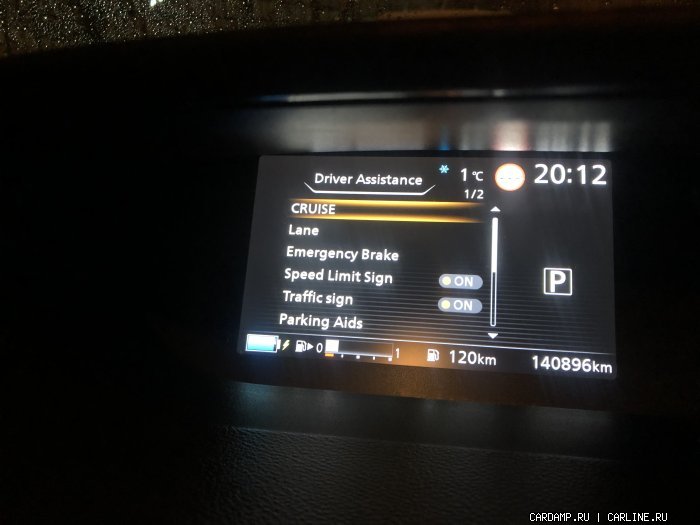 Driver Assistance
1°C
20:12
1/2
CRUISE
Lane
Emergency Brake
Speed Limit Sign ON
Traffic sign ON
Parking Aids
P
0 1
120km
140896km
CARDAMP.RU | CARLINE.RU